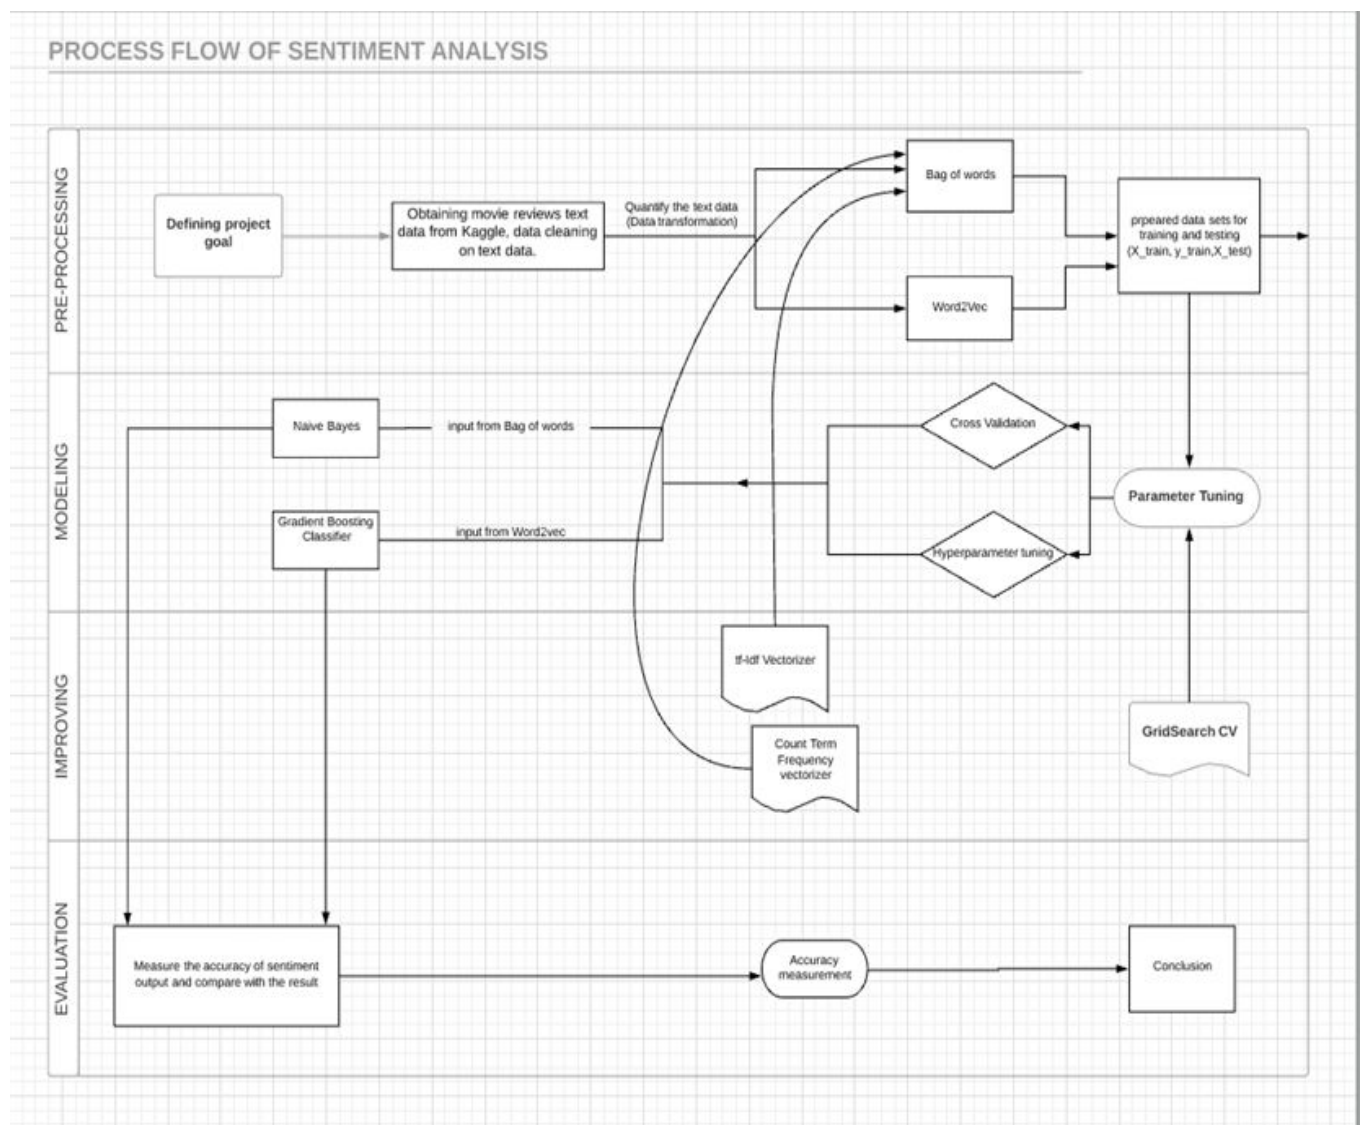 PROCESS FLOW OF SENTIMENT ANALYSIS
PRE-PROCESSING
Defining project
goal
Obtaining movie reviews text
data from Kaggle, data cleaning
on text data.
Quantify the text data
(Data transformation)
Bag of words
Word2Vec
prpeared data sets for
training and testing
(X_train, y_train,X_test)
MODELING
Naive Bayes
input from Bag of words
Gradient Boosting
Classifier
input from Word2vec
Cross Validation
Hyperparameter tuning
Parameter Tuning
IMPROVING
tf-Idf Vectorizer
Count Term
Frequency
vectorizer
GridSearch CV
EVALUATION
Measure the accuracy of sentiment
output and compare with the result
Accuracy
measurement
Conclusion